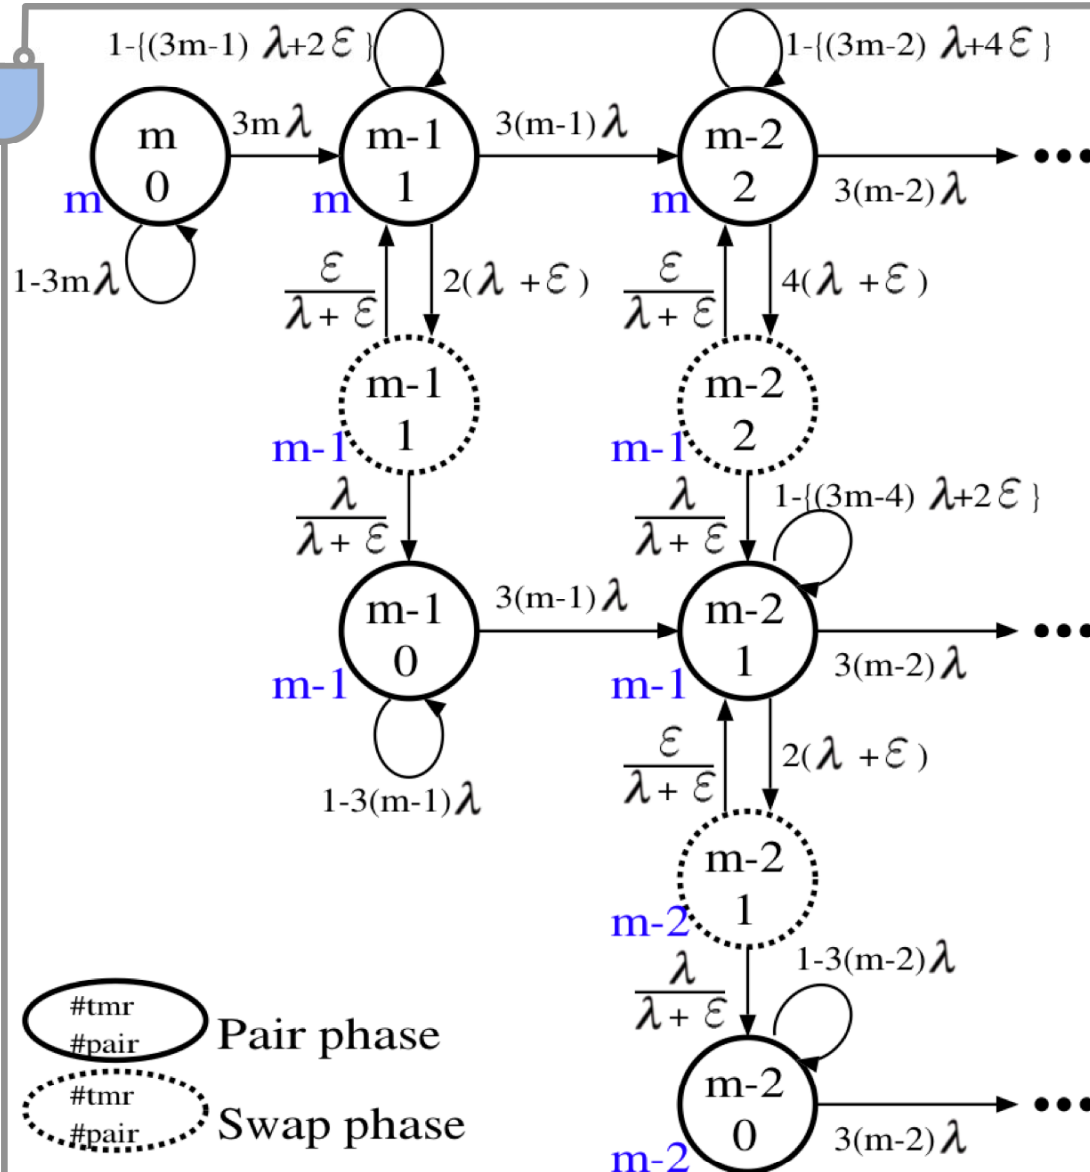 1-{(3m-1) λ+2ε}
1-{(3m-2) λ+4ε}
m
0
m
3mλ
m-1
1
m
3(m-1)λ
m-2
2
m
3(m-2)λ
•••
1-3mλ
ε
λ+ ε
2(λ +ε)
ε
λ+ ε
4(λ +ε)
m-1
1
m-1
m-2
2
m-1
λ
λ+ ε
λ
λ+ ε
1-{(3m-4) λ+2ε}
m-1
0
m-1
3(m-1)λ
m-2
1
m-1
3(m-2)λ
•••
1-3(m-1)λ
ε
λ+ ε
2(λ +ε)
m-2
1
m-2
λ
λ+ ε
1-3(m-2)λ
m-2
0
m-2
3(m-2)λ
•••
#tmr
#pair
Pair phase
#tmr
#pair
Swap phase